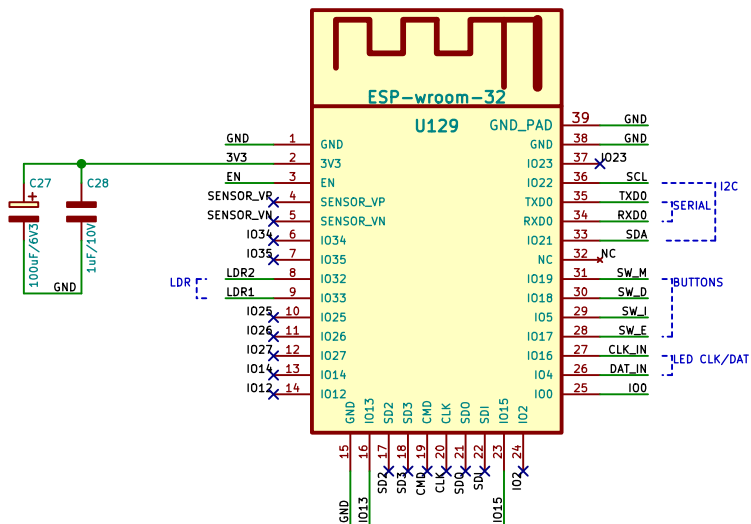 ESP-wroom-32
U129
GND 1 GND
3V3 2 3V3
EN 3 EN
SENSOR_VP 4 SENSOR_VP
SENSOR_VN 5 SENSOR_VN
IO34 6 IO34
IO35 7 IO35
LDR LDR2 8 IO32
LDR1 9 IO33
IO25 10 IO25
IO26 11 IO26
IO27 12 IO27
IO14 13 IO14
IO12 14 IO12
C27
100uF/6V3
C28
1uF/10V
GND
GND_PAD 39 GND
GND 38 GND
IO23 37 IO23
IO22 36 SCL I2C
TXD0 35 TXD0 SERIAL
RXD0 34 RXD0
IO21 33 SDA
NC 32 NC
IO19 31 SW_M BUTTONS
IO18 30 SW_D
IO5 29 SW_I
IO17 28 SW_E
IO16 27 CLK_IN LED CLK/DAT
IO4 26 DAT_IN
IO0 25 IO0
GND IO13 SD2 SD3 CMD CLK SD0 SDI IO15 IO2
15 16 17 18 19 20 21 22 23 24
GND IO13 SD2 SD3 CMD CLK SD0 SDI IO15 IO2